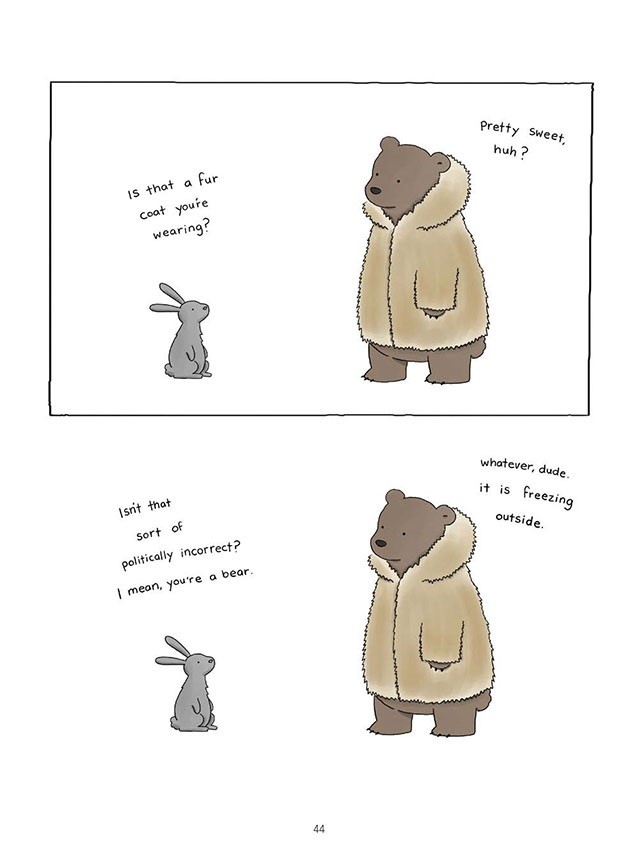 Is that a fur
coat you're
wearing?
Pretty sweet,
huh?
Isn't that
sort of
politically incorrect?
I mean, you're a bear.
whatever, dude.
it is freezing
outside.
44